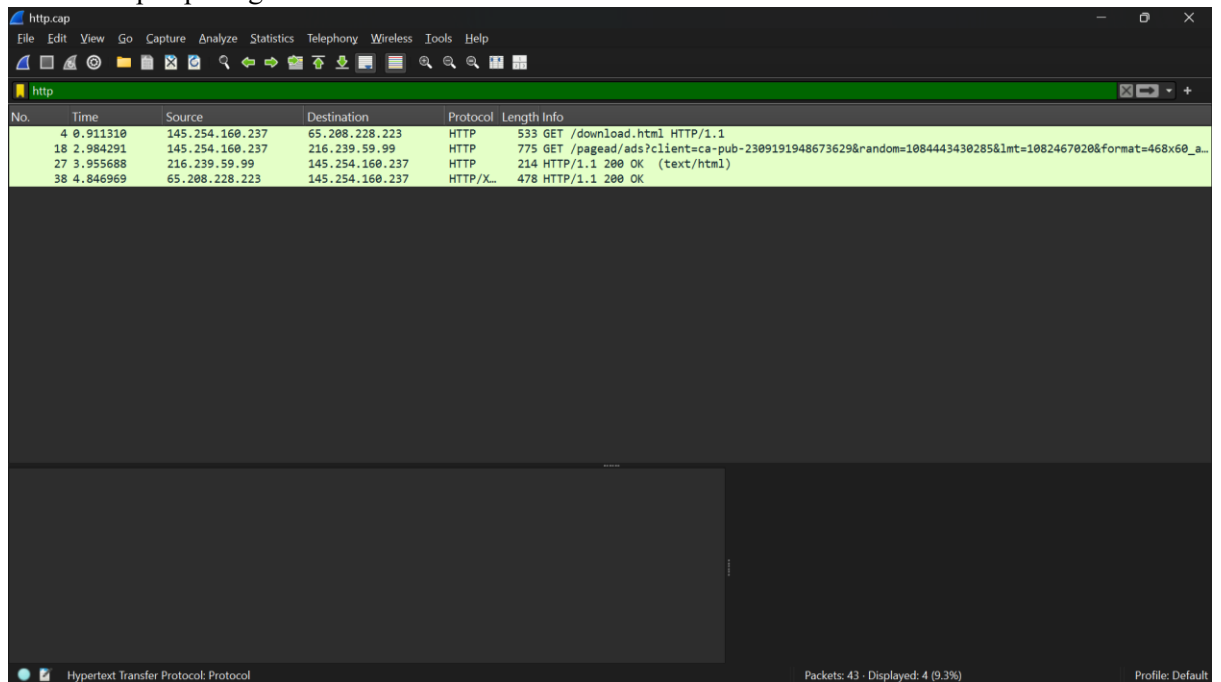 http.cap
File Edit View Go Capture Analyze Statistics Telephony Wireless Tools Help
http
No. Time Source Destination Protocol Length Info
4 0.911310 145.254.160.237 65.208.228.223 HTTP 533 GET /download.html HTTP/1.1
18 2.984291 145.254.160.237 216.239.59.99 HTTP 775 GET /pagead/ads?client=ca-pub-2309191948673629&random=1084443430285&lmt=1082467020&format=468x60_a…
27 3.955688 216.239.59.99 145.254.160.237 HTTP 214 HTTP/1.1 200 OK (text/html)
38 4.846969 65.208.228.223 145.254.160.237 HTTP/X… 478 HTTP/1.1 200 OK
Hypertext Transfer Protocol: Protocol Packets: 43 · Displayed: 4 (9.3%) Profile: Default